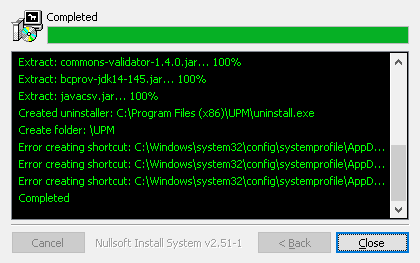 Completed
Extract: commons-validator-1.4.0.jar... 100%
Extract: bcprov-jdk14-145.jar... 100%
Extract: javacsv.jar... 100%
Created uninstaller: C:\Program Files (x86)\UPM\uninstall.exe
Create folder: \UPM
Error creating shortcut: C:\Windows\system32\config\systemprofile\AppD...
Error creating shortcut: C:\Windows\system32\config\systemprofile\AppD...
Error creating shortcut: C:\Windows\system32\config\systemprofile\AppD...
Completed
Cancel Nullsoft Install System v2.51-1 < Back Close